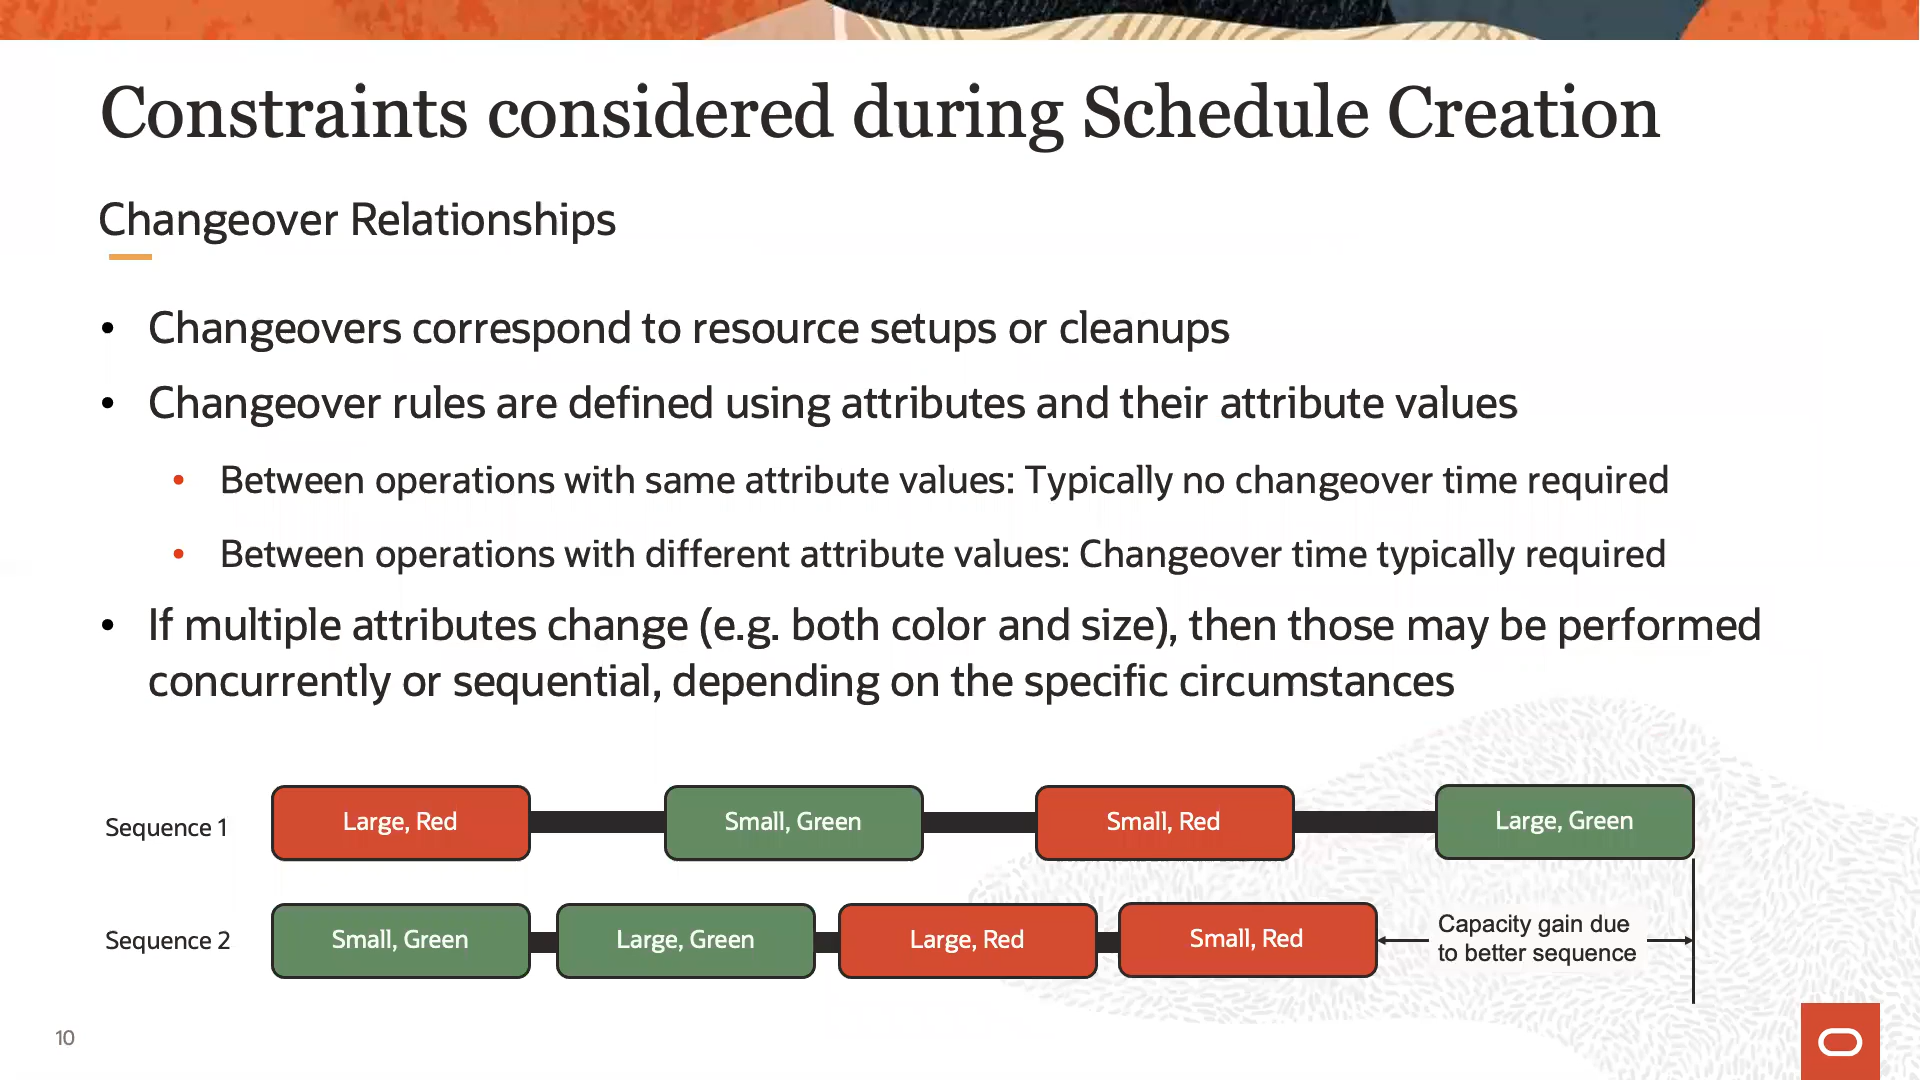 Constraints considered during Schedule Creation
Changeover Relationships
• Changeovers correspond to resource setups or cleanups
• Changeover rules are defined using attributes and their attribute values
• Between operations with same attribute values: Typically no changeover time required
• Between operations with different attribute values: Changeover time typically required
• If multiple attributes change (e.g. both color and size), then those may be performed
concurrently or sequential, depending on the specific circumstances
Sequence 1
Large, Red
Small, Green
Small, Red
Large, Green
Sequence 2
Small, Green
Large, Green
Large, Red
Small, Red
Capacity gain due
to better sequence
10